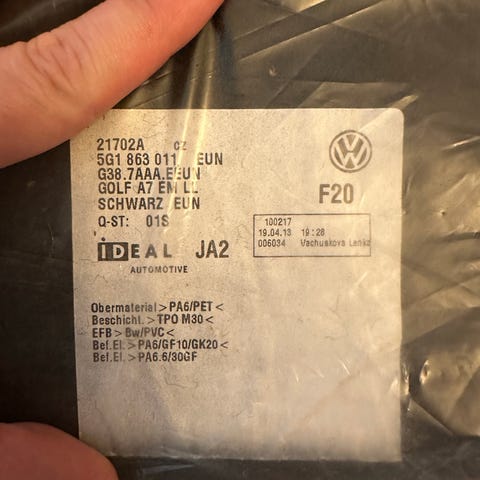 21702A CZ
5G1 863 011 EUN
G38.7AAA.EEUN
GOLF A7 EM LL
SCHWARZ EUN
Q-ST: 01S
F20
100217
19.04.13 19:28
006034 Vachuskova Lenka
IDEAL JA2
AUTOMOTIVE
Obermaterial >PA6/PET<
Beschicht. >TPO M30<
EFB >Bw/PVC<
Bef.El. >PA6/GF10/GK20<
Bef.El. >PA6.6/30GF